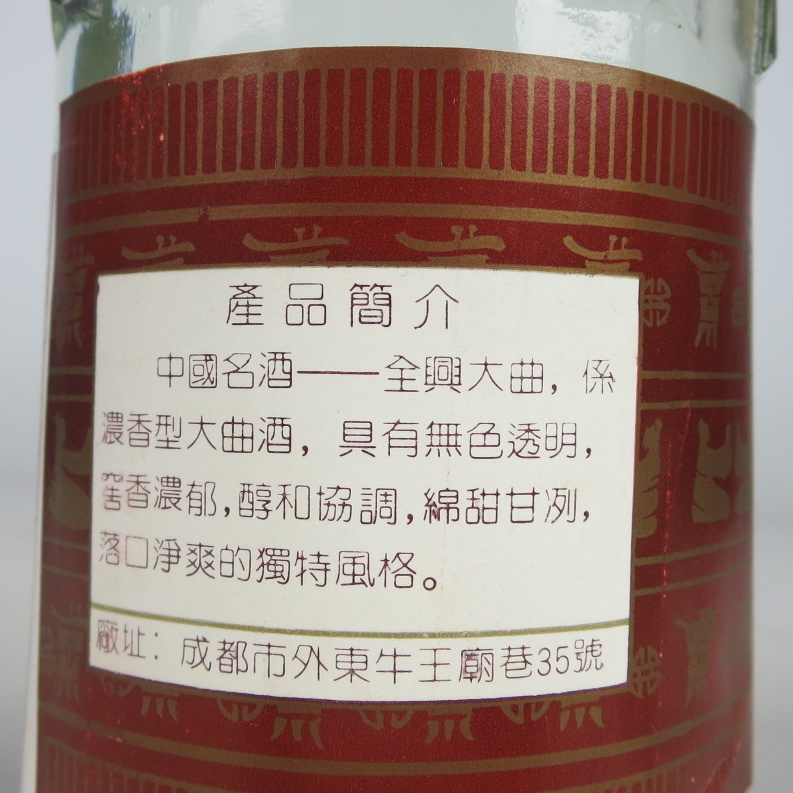 產品簡介
中國名酒——全興大曲，係
濃香型大曲酒，具有無色透明，
窖香濃郁，醇和協調，綿甜甘冽，
落口淨爽的獨特風格。
廠址：成都市外東牛王廟巷35號